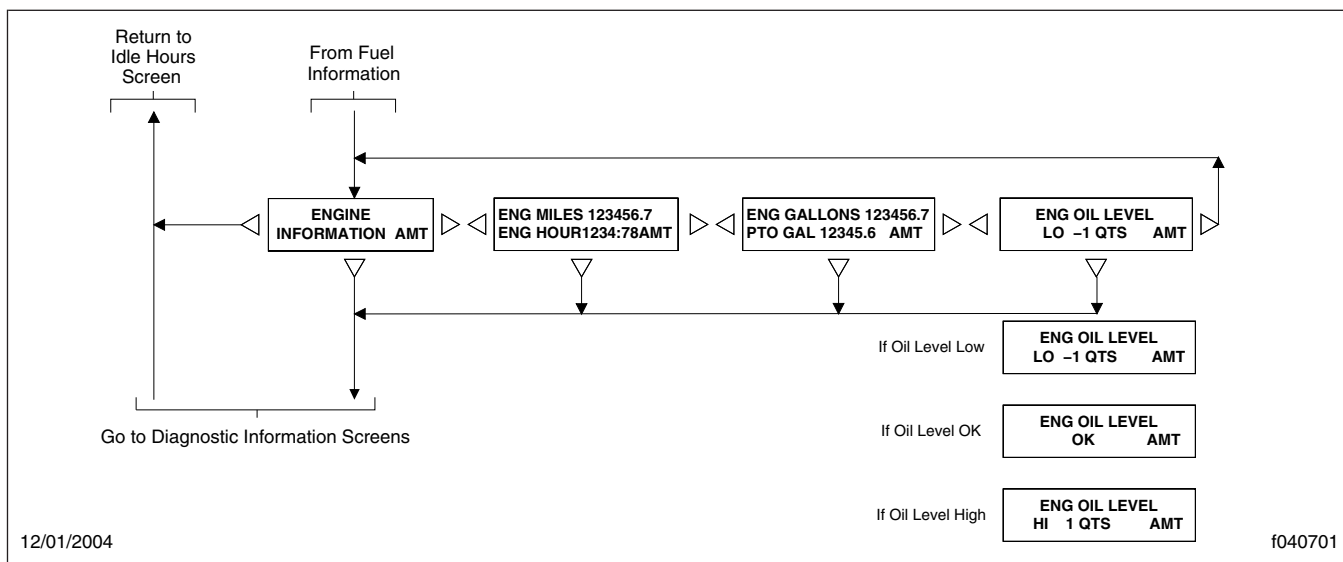 Return to
Idle Hours
Screen
From Fuel
Information
ENGINE
INFORMATION AMT
ENG MILES 123456.7
ENG HOUR1234:78AMT
ENG GALLONS 123456.7
PTO GAL 12345.6 AMT
ENG OIL LEVEL
LO –1 QTS AMT
If Oil Level Low
ENG OIL LEVEL
LO –1 QTS AMT
Go to Diagnostic Information Screens
If Oil Level OK
ENG OIL LEVEL
OK AMT
If Oil Level High
ENG OIL LEVEL
HI 1 QTS AMT
12/01/2004
f040701